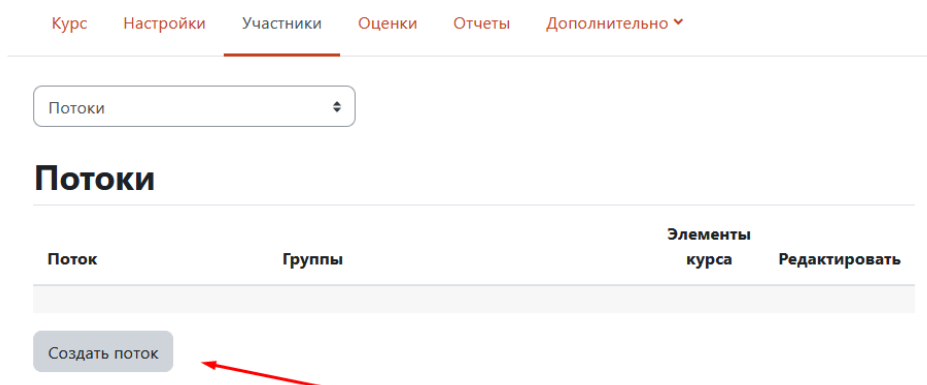 Курс Настройки Участники Оценки Отчеты Дополнительно
Потоки
Потоки
Элементы
Поток Группы курса Редактировать
Создать поток